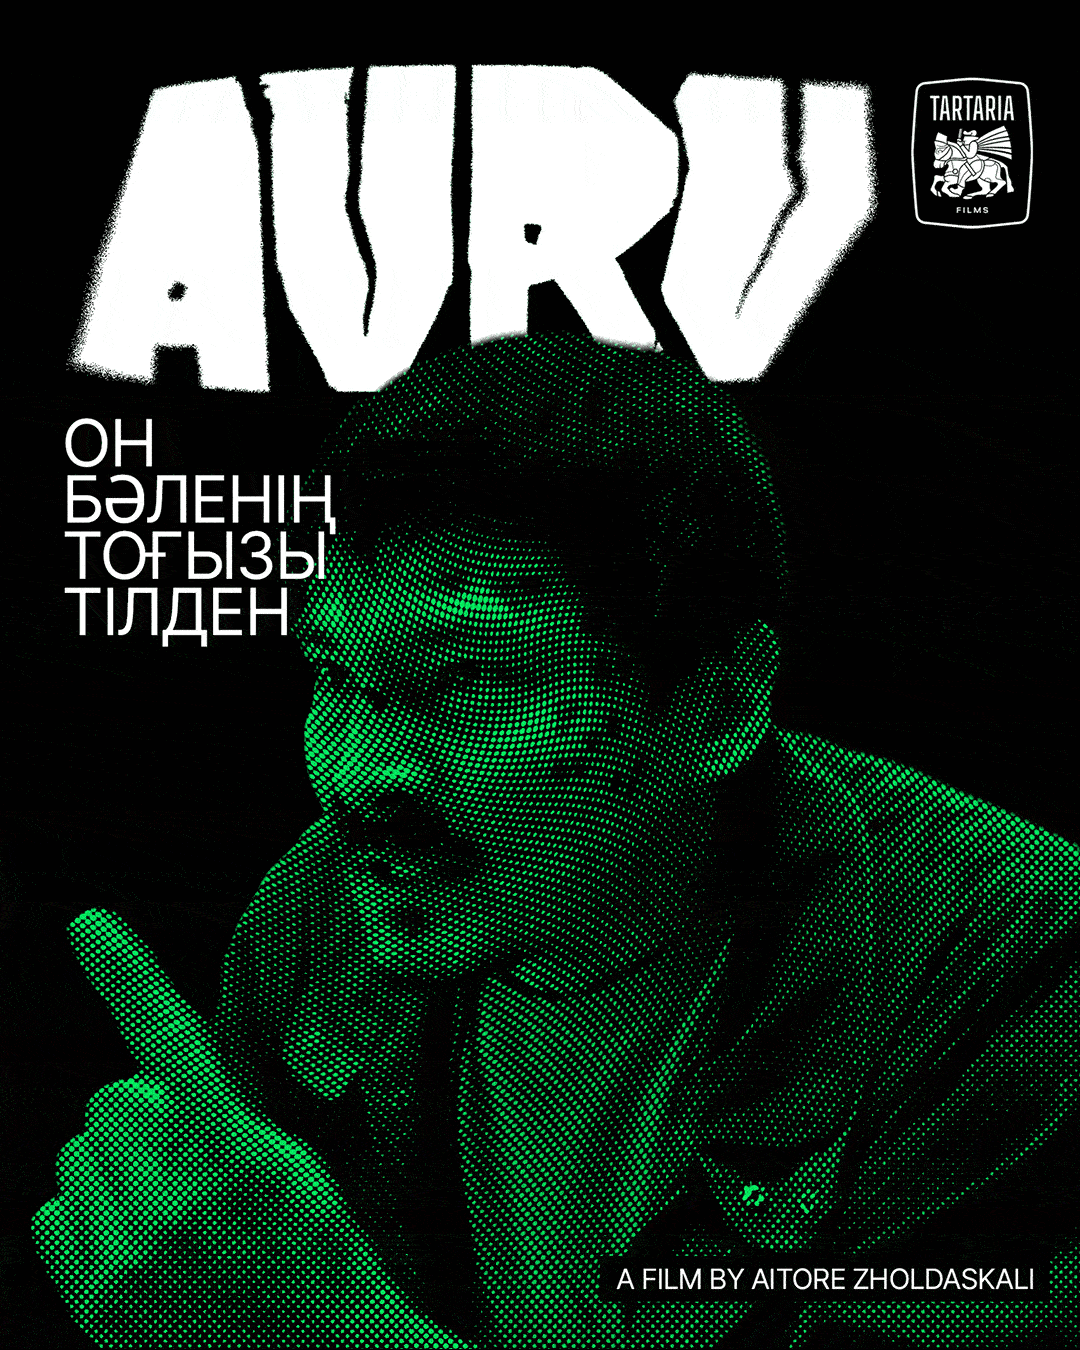 AURU
TARTARIA
FILMS
ОН
БӘЛЕНІҢ
ТОҒЫЗЫ
ТІЛДЕН
A FILM BY AITORE ZHOLDASKALI